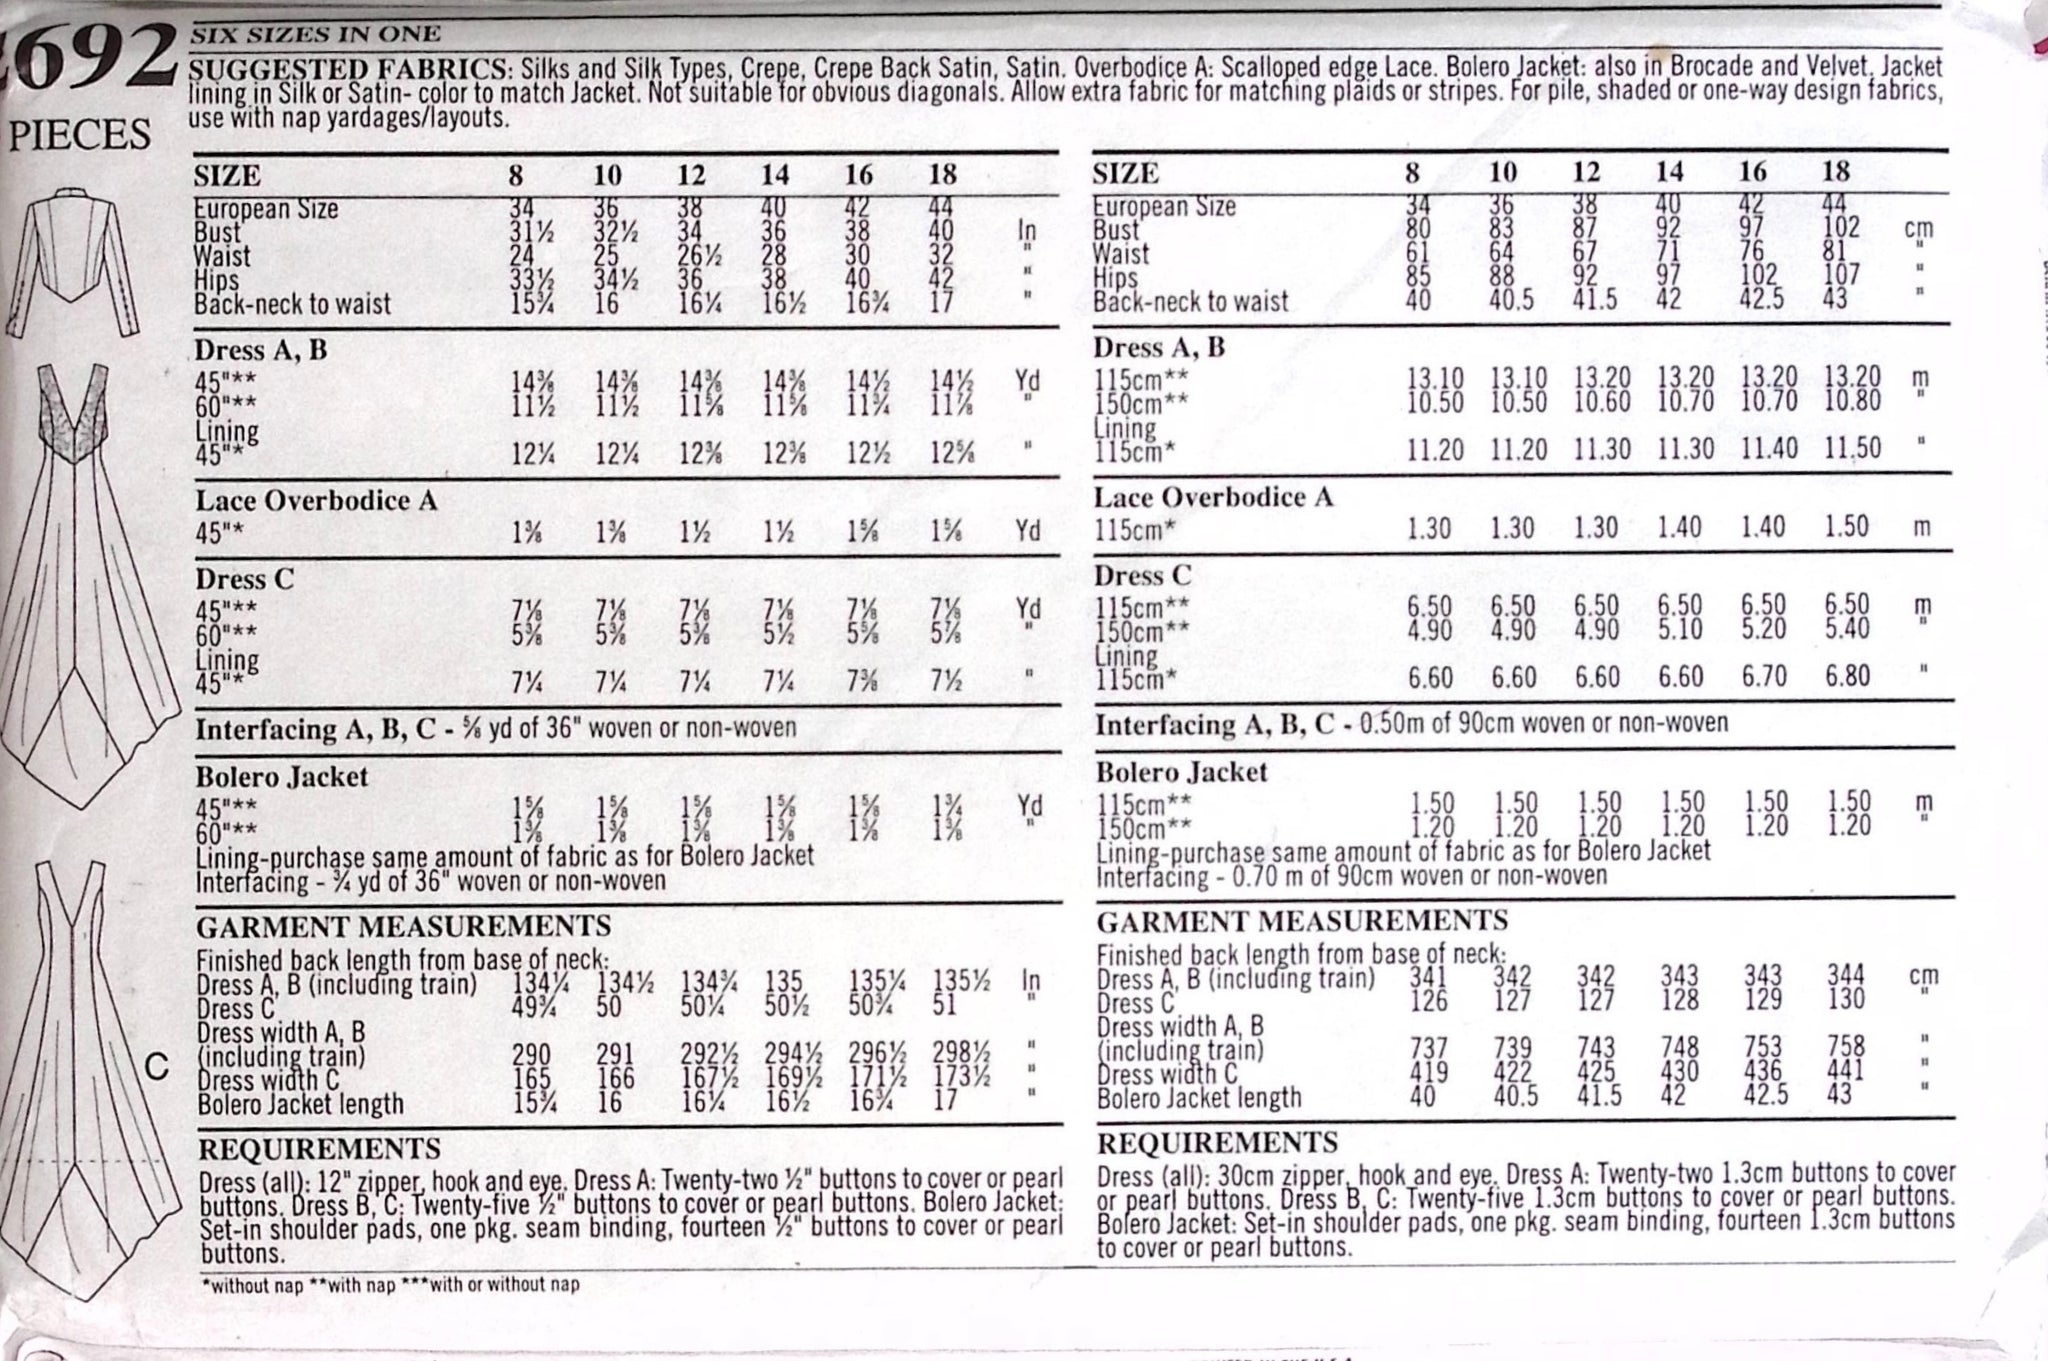 692
PIECES
SIX SIZES IN ONE
SUGGESTED FABRICS: Silks and Silk Types, Crepe, Crepe Back Satin, Satin. Overbodice A: Scalloped edge Lace. Bolero Jacket: also in Brocade and Velvet. Jacket
lining in Silk or Satin- color to match Jacket. Not suitable for obvious diagonals. Allow extra fabric for matching plaids or stripes. For pile, shaded or one-way design fabrics,
use with nap yardages/layouts.
SIZE 8 10 12 14 16 18
European Size 34 36 38 40 42 44
Bust 31½ 32½ 34 36 38 40 In
Waist 24 25 26½ 28 30 32 "
Hips 33½ 34½ 36 38 40 42 "
Back-neck to waist 15¾ 16 16¼ 16½ 16¾ 17 "
Dress A, B
45"** 14⅜ 14⅜ 14⅜ 14⅜ 14½ 14½ Yd
60"** 11½ 11½ 11⅝ 11⅝ 11¾ 11⅞ "
Lining
45"* 12¼ 12¼ 12⅜ 12⅜ 12½ 12⅝ "
Lace Overbodice A
45"* 1⅜ 1⅜ 1½ 1½ 1⅝ 1⅝ Yd
Dress C
45"** 7⅛ 7⅛ 7⅛ 7⅛ 7⅛ 7⅛ Yd
60"** 5⅜ 5⅜ 5⅜ 5½ 5⅝ 5⅞ "
Lining
45"* 7¼ 7¼ 7¼ 7¼ 7⅜ 7½ "
Interfacing A, B, C - ⅝ yd of 36" woven or non-woven
Bolero Jacket
45"** 1⅝ 1⅝ 1⅝ 1⅝ 1⅝ 1¾ Yd
60"** 1⅜ 1⅜ 1⅜ 1⅜ 1⅜ 1⅜ "
Lining-purchase same amount of fabric as for Bolero Jacket
Interfacing - ¾ yd of 36" woven or non-woven
GARMENT MEASUREMENTS
Finished back length from base of neck:
Dress A, B (including train) 134¼ 134½ 134¾ 135 135¼ 135½ In
Dress C 49¾ 50 50¼ 50½ 50¾ 51 "
Dress width A, B
(including train) 290 291 292½ 294½ 296½ 298½ "
Dress width C 165 166 167½ 169½ 171½ 173½ "
Bolero Jacket length 15¾ 16 16¼ 16½ 16¾ 17 "
REQUIREMENTS
Dress (all): 12" zipper, hook and eye. Dress A: Twenty-two ½" buttons to cover or pearl
buttons. Dress B, C: Twenty-five ½" buttons to cover or pearl buttons. Bolero Jacket:
Set-in shoulder pads, one pkg. seam binding, fourteen ½" buttons to cover or pearl
buttons.
*without nap **with nap ***with or without nap
SIZE 8 10 12 14 16 18
European Size 34 36 38 40 42 44
Bust 80 83 87 92 97 102 cm
Waist 61 64 67 71 76 81 "
Hips 85 88 92 97 102 107 "
Back-neck to waist 40 40.5 41.5 42 42.5 43 "
Dress A, B
115cm** 13.10 13.10 13.20 13.20 13.20 13.20 m
150cm** 10.50 10.50 10.60 10.70 10.70 10.80 "
Lining
115cm* 11.20 11.20 11.30 11.30 11.40 11.50 "
Lace Overbodice A
115cm* 1.30 1.30 1.30 1.40 1.40 1.50 m
Dress C
115cm** 6.50 6.50 6.50 6.50 6.50 6.50 m
150cm** 4.90 4.90 4.90 5.10 5.20 5.40 "
Lining
115cm* 6.60 6.60 6.60 6.60 6.70 6.80 "
Interfacing A, B, C - 0.50m of 90cm woven or non-woven
Bolero Jacket
115cm** 1.50 1.50 1.50 1.50 1.50 1.50 m
150cm** 1.20 1.20 1.20 1.20 1.20 1.20 "
Lining-purchase same amount of fabric as for Bolero Jacket
Interfacing - 0.70 m of 90cm woven or non-woven
GARMENT MEASUREMENTS
Finished back length from base of neck:
Dress A, B (including train) 341 342 342 343 343 344 cm
Dress C 126 127 127 128 129 130 "
Dress width A, B
(including train) 737 739 743 748 753 758 "
Dress width C 419 422 425 430 436 441 "
Bolero Jacket length 40 40.5 41.5 42 42.5 43 "
REQUIREMENTS
Dress (all): 30cm zipper, hook and eye. Dress A: Twenty-two 1.3cm buttons to cover
or pearl buttons. Dress B, C: Twenty-five 1.3cm buttons to cover or pearl buttons.
Bolero Jacket: Set-in shoulder pads, one pkg. seam binding, fourteen 1.3cm buttons
to cover or pearl buttons.
C